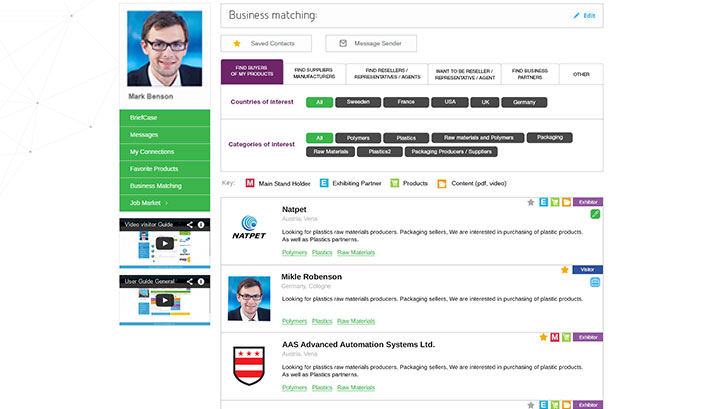 Business matching:
Edit
Mark Benson
Saved Contacts
Message Sender
FIND BUYERS
OF MY PRODUCTS
FIND SUPPLIERS
MANUFACTURERS
FIND RESELLERS /
REPRESENTATIVES / AGENTS
WANT TO BE RESELLER /
REPRESENTATIVE / AGENT
FIND BUSINESS
PARTNERS
OTHER
Countries of Interest
All
Sweeden
France
USA
UK
Germany
Categories of interest
All
Polymers
Plastics
Raw materials and Polymers
Packaging
Raw Materials
Plastics2
Packaging Producers / Suppliers
BriefCase
Messages
My Connections
Favorite Products
Business Matching
Job Market
Video visitor Guide
User Guide General
Key:
M Main Stand Holder
E Exhibiting Partner
Products
Content (pdf, video)
E
Exhibitor
NATPET
Natpet
Austria, Vena
Looking for plastics raw materials producers. Packaging sellers, We are interested in purchasing of plastic products.
As well as Plastics partnerns.
Polymers Plastics Raw Materials
Visitor
Mikle Robenson
Germany, Cologne
Looking for plastics raw materials producers. Packaging sellers, We are interested in purchasing of plastic products.
Polymers Plastics Raw Materials
M
Exhibitor
AAS Advanced Automation Systems Ltd.
Austria, Vena
Looking for plastics raw materials producers. Packaging sellers, We are interested in purchasing of plastic products.
As well as Plastics partnerns.
Polymers Plastics Raw Materials
E
Exhibitor